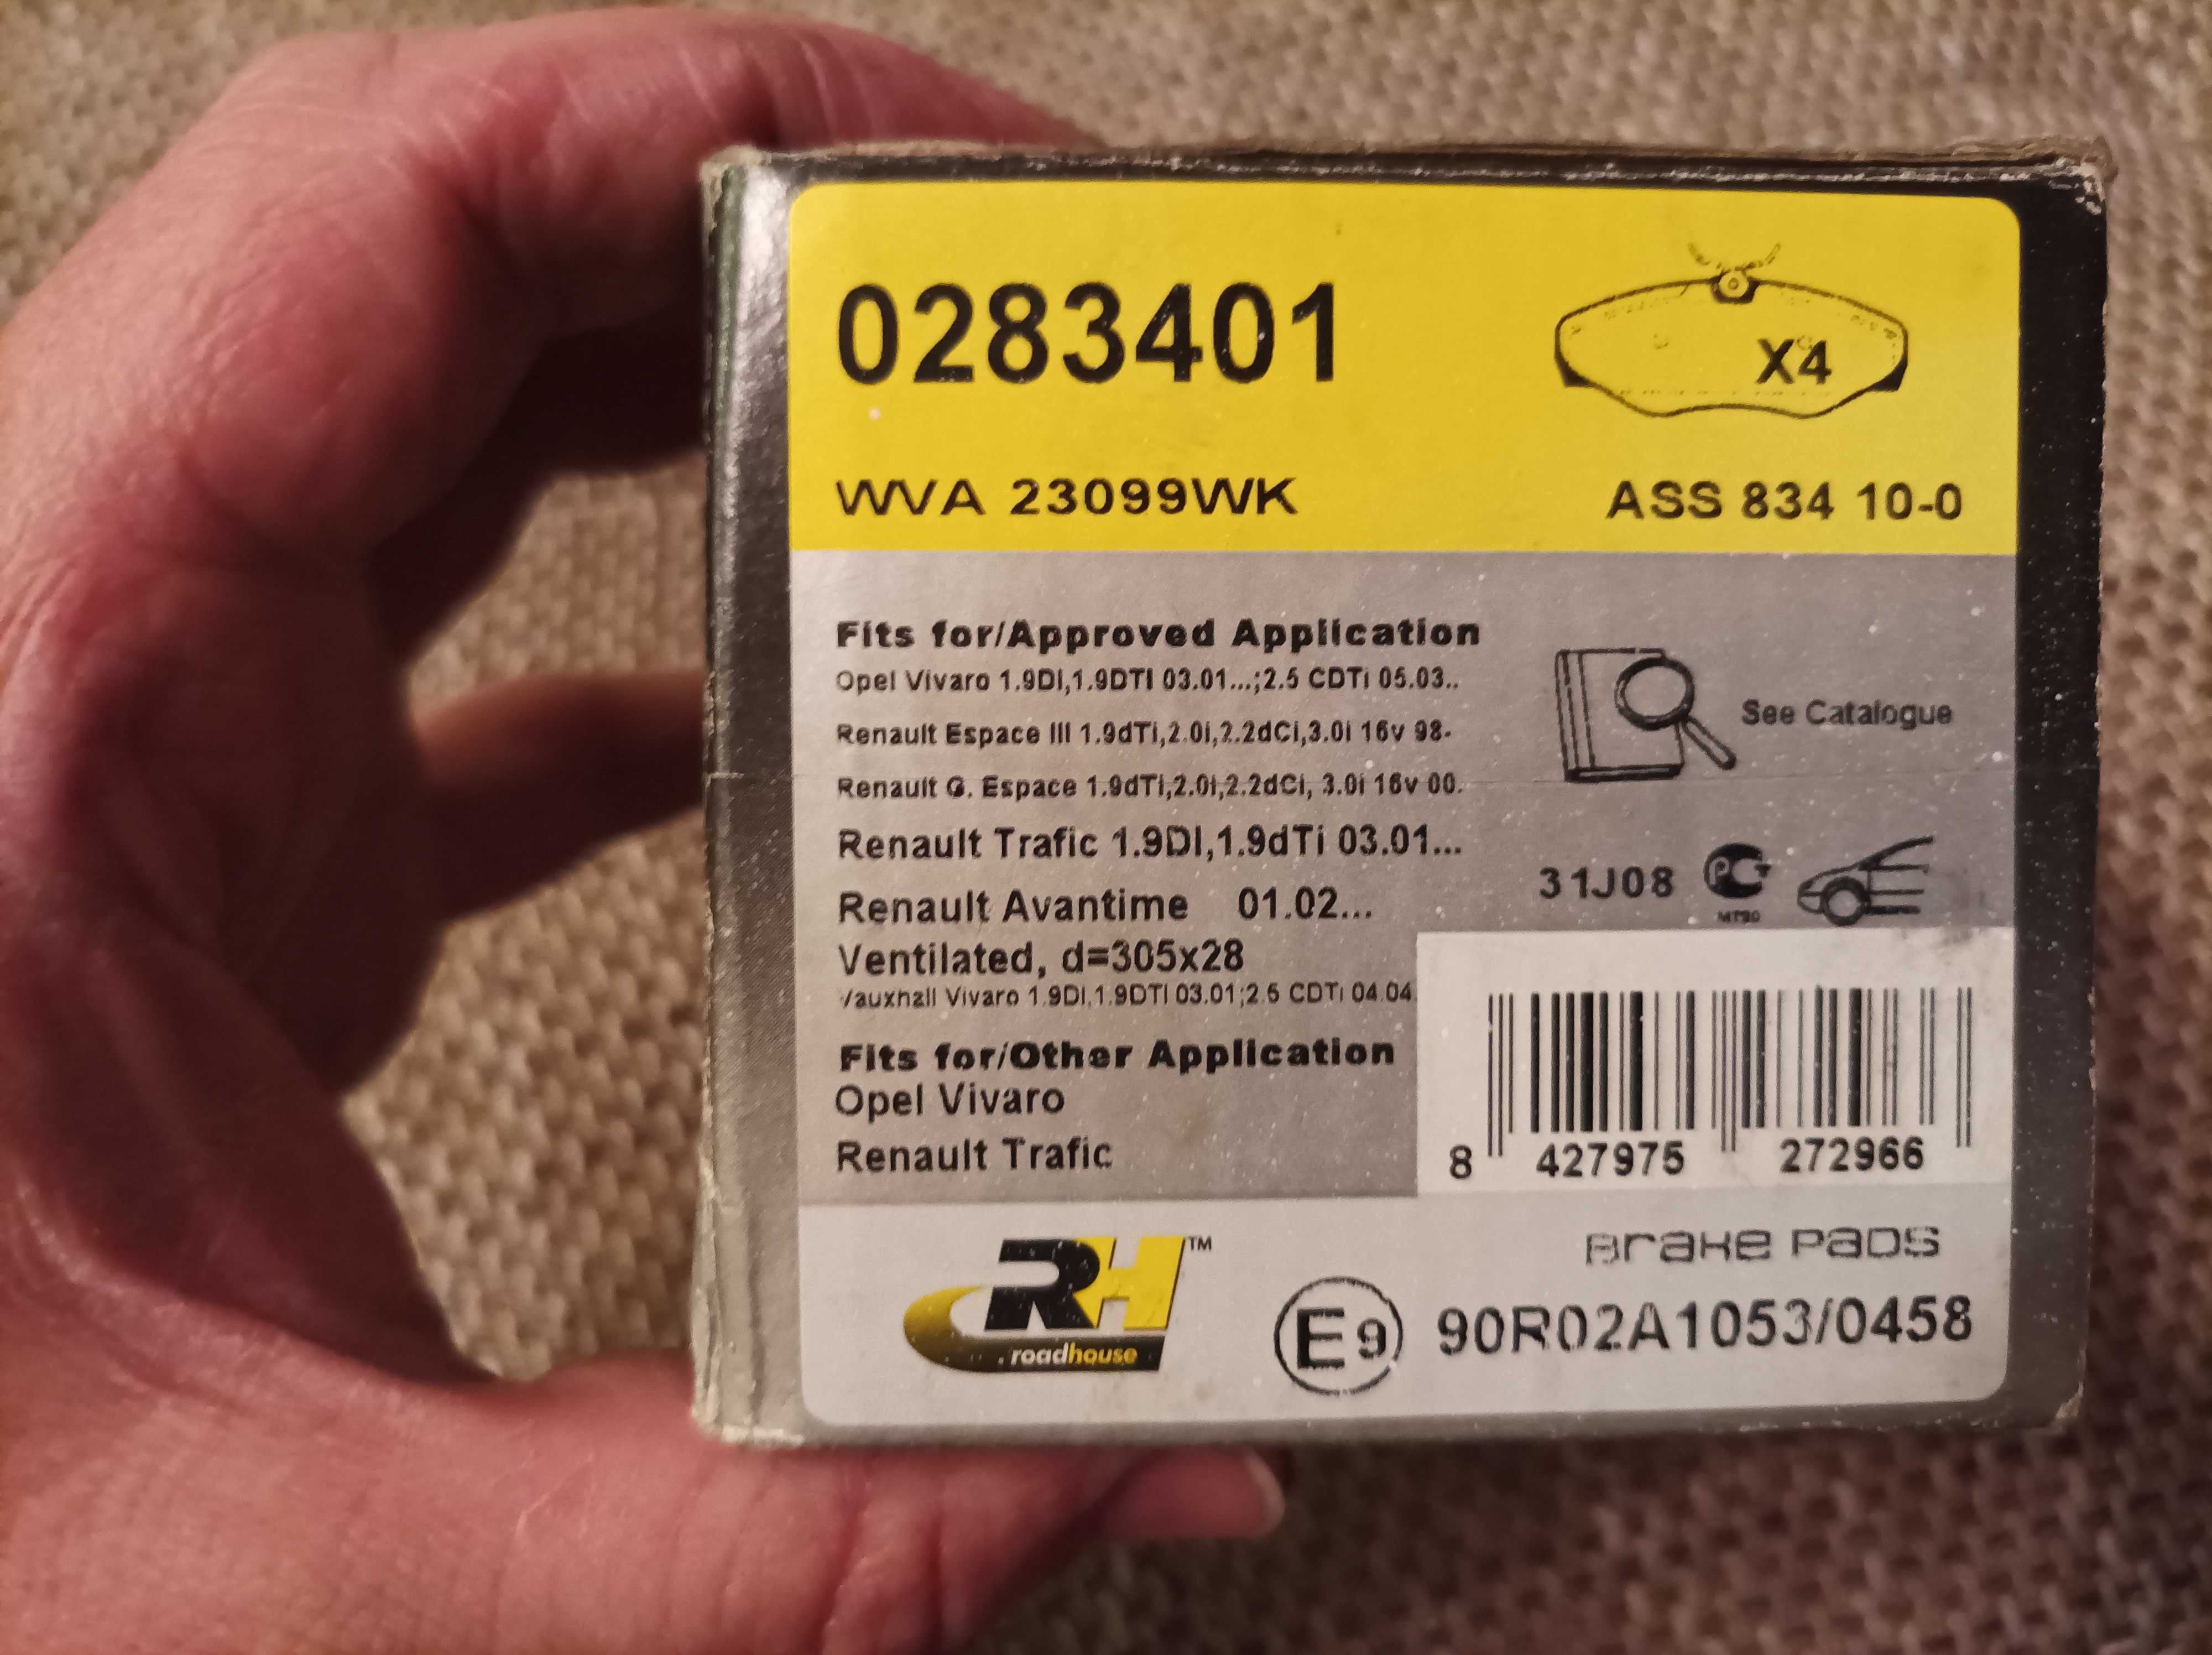 0283401
X4
WVA 23099WK
ASS 834 10-0
Fits for/Approved Application
Opel Vivaro 1.9DI,1.9DTI 03.01...;2.5 CDTi 05.03..
Renault Espace III 1.9dTi,2.0i,2.2dCi,3.0i 16v 98-
Renault G. Espace 1.9dTi,2.0i,2.2dCi, 3.0i 16v 00.
See Catalogue
Renault Trafic 1.9DI,1.9dTi 03.01...
31J08
Renault Avantime 01.02...
Ventilated, d=305x28
Vauxhall Vivaro 1.9DI,1.9DTI 03.01;2.5 CDTi 04.04
Fits for/Other Application
Opel Vivaro
Renault Trafic
8 427975 272966
RH™
roadhouse
Brake Pads
E9 90R02A1053/0458